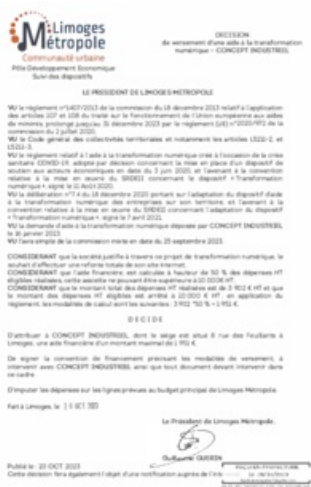 Limoges
Métropole
Communauté urbaine
Pôle Développement Economique
Suivi des dispositifs
DECISION
de versement d'une aide à la transformation
numérique – CONCEPT INDUSTRIEL
LE PRESIDENT DE LIMOGES METROPOLE
VU le règlement n°1407/2013 de la commission du 18 décembre 2013 relatif à l'application
des articles 107 et 108 du traité sur le fonctionnement de l'Union européenne aux aides
de minimis, prolongé jusqu'au 31 décembre 2023 par le règlement (UE) n°2020/972 de la
commission du 2 juillet 2020,
VU le Code général des collectivités territoriales et notamment les articles L5211-2, et
L5211-3,
VU le règlement relatif à l'aide à la transformation numérique créé à l'occasion de la crise
sanitaire COVID-19, adopté par décision concernant la mise en place d'un dispositif de
soutien aux acteurs économiques en date du 3 juin 2020, et l'avenant à la convention
relative à la mise en œuvre du SRDEII concernant le dispositif « Transformation
numérique », signé le 11 Août 2020,
VU la délibération n°7.4 du 18 décembre 2020 portant sur l'adaptation du dispositif d'aide
à la transformation numérique des entreprises sur son territoire, et l'avenant à la
convention relative à la mise en œuvre du SRDEII concernant l'adaptation du dispositif
« Transformation numérique », signé le 7 avril 2021,
VU la demande d'aide à la transformation numérique déposée par CONCEPT INDUSTRIEL
le 16 janvier 2023,
VU l'avis simple de la commission mixte en date du 25 septembre 2023,
CONSIDERANT que la société justifie à travers ce projet de transformation numérique, le
souhait d'effectuer une refonte totale de son site internet,
CONSIDERANT que l'aide financière est calculée à hauteur de 50 % des dépenses HT
éligibles réalisées, cette assiette ne pouvant être supérieure à 10 000€ HT,
CONSIDERANT que le montant total des dépenses HT réalisées est de 3 902 € HT et que
le montant des dépenses HT éligibles est arrêté à 10 000 € HT, en application du
règlement, les modalités de calcul sont les suivantes : 3 902 *50 % = 1 951 €,
D E C I D E
D'attribuer à CONCEPT INDUSTRIEL, dont le siège est situé 8 rue des Feuillants à
Limoges, une aide financière d'un montant maximal de 1 951 €.
De signer la convention de financement précisant les modalités de versement, à
intervenir avec CONCEPT INDUSTRIEL, ainsi que tout document devant intervenir dans
ce cadre.
D'imputer les dépenses sur les lignes prévues au budget principal de Limoges Métropole.
Fait à Limoges, le OCT. 2023
Le Président de Limoges Métropole,
Guillaume GUERIN
Publié le : 20 OCT 2023
Cette décision fera également l'objet d'une notification auprès de l'